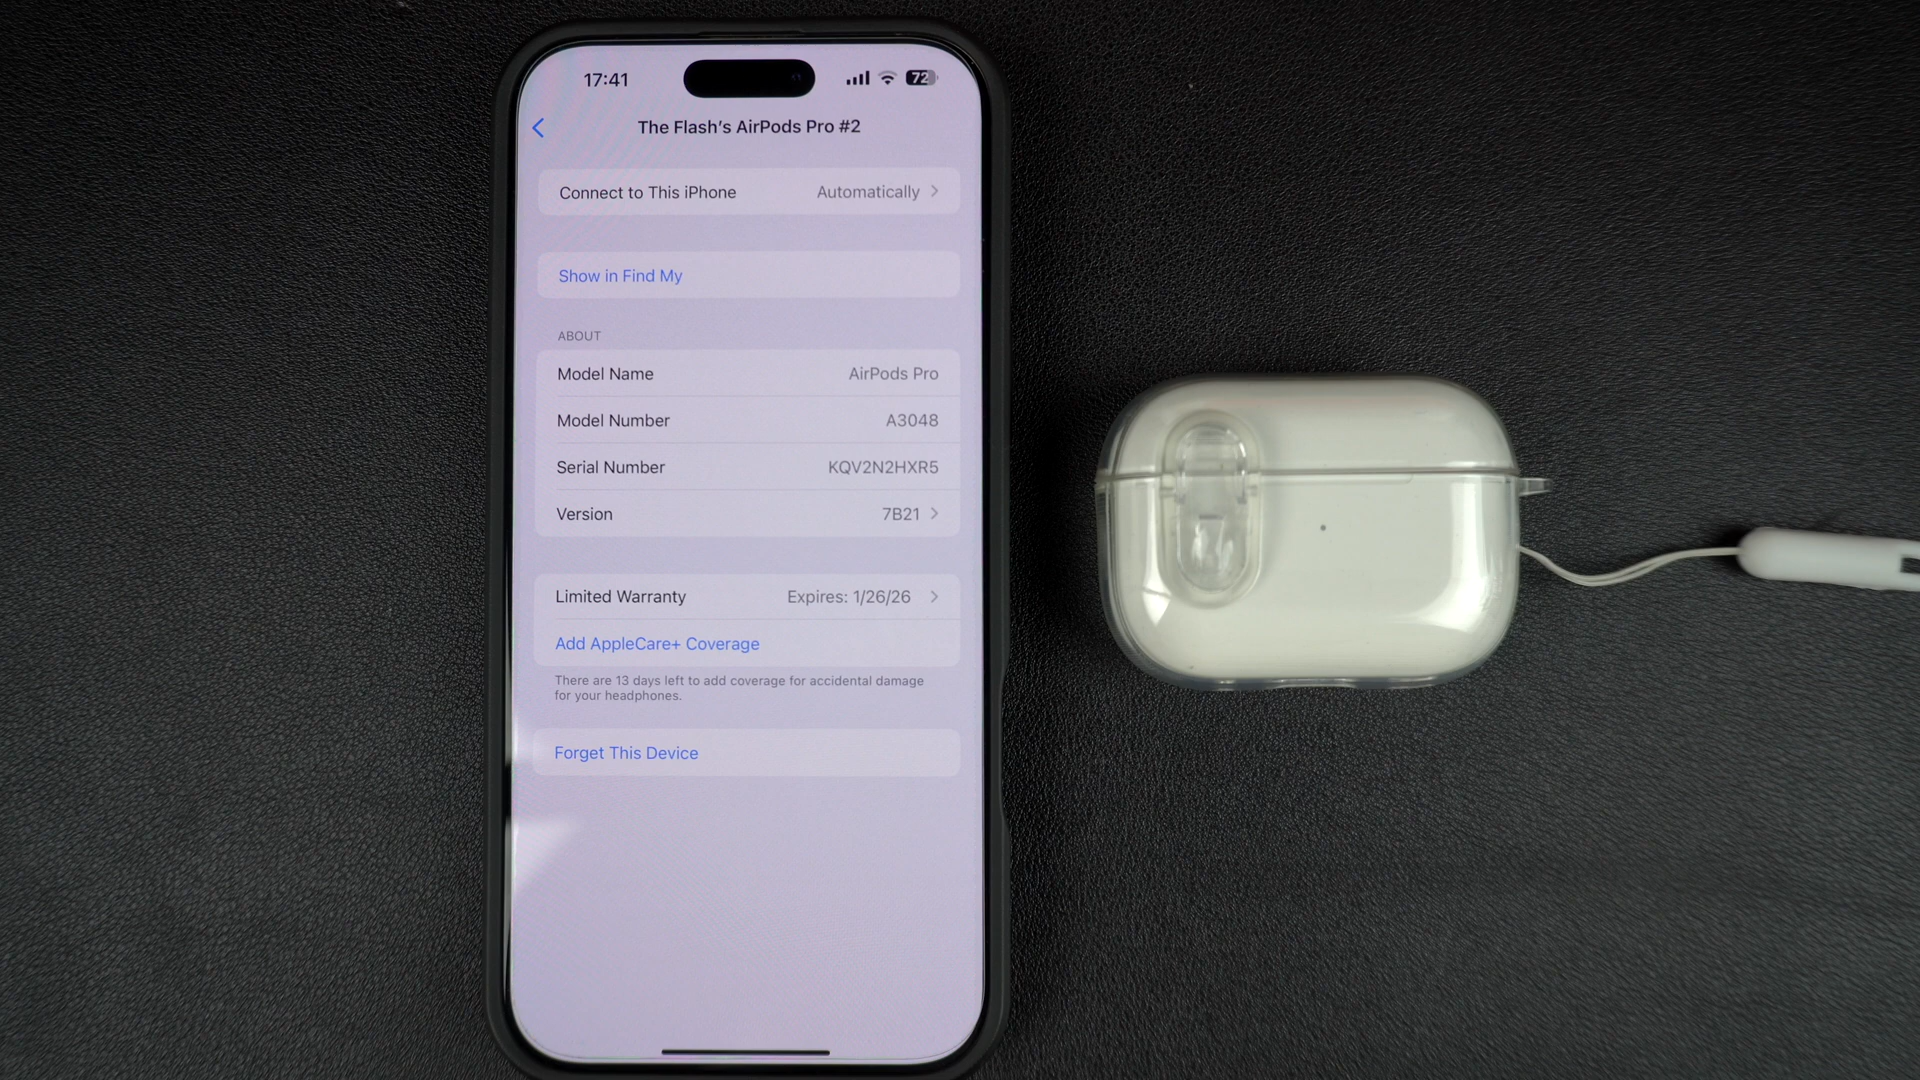 17:41
72
The Flash's AirPods Pro #2
Connect to This iPhone Automatically
Show in Find My
ABOUT
Model Name AirPods Pro
Model Number A3048
Serial Number KQV2N2HXR5
Version 7B21
Limited Warranty Expires: 1/26/26
Add AppleCare+ Coverage
There are 13 days left to add coverage for accidental damage
for your headphones.
Forget This Device